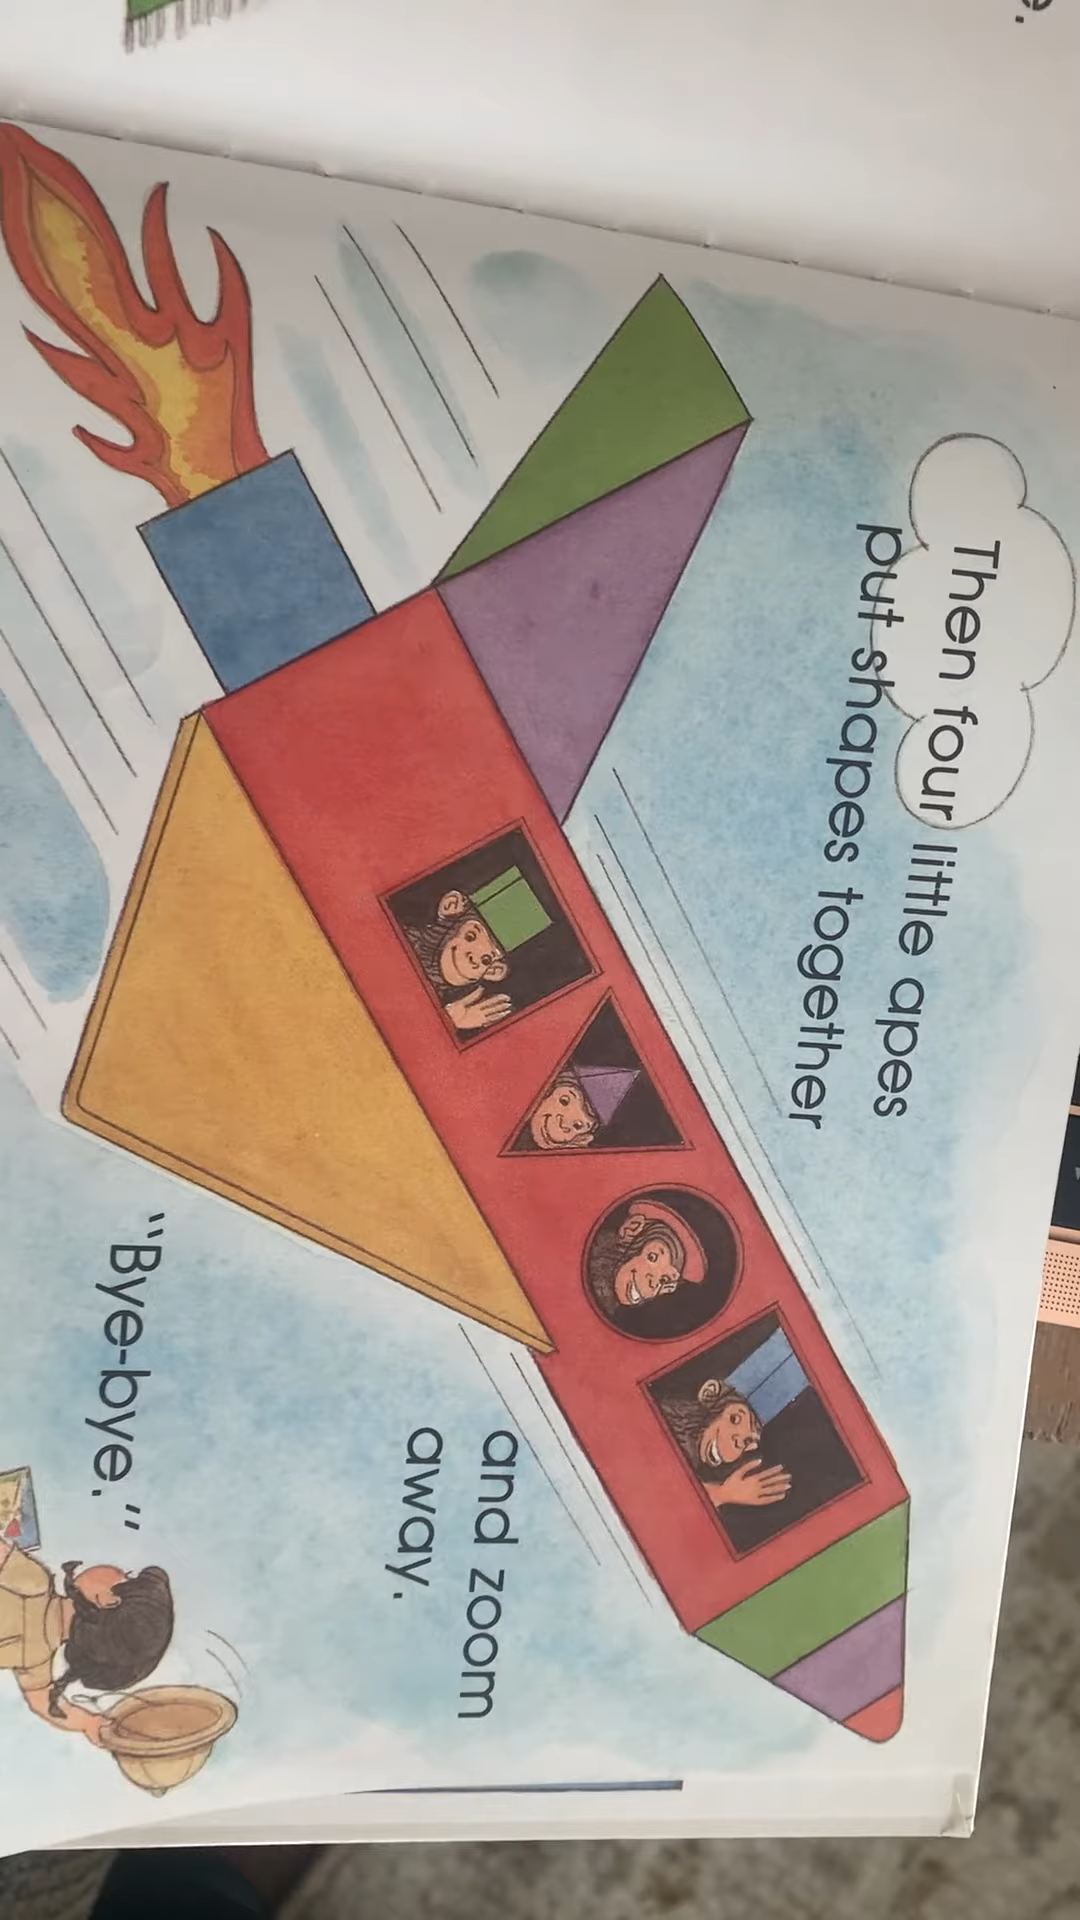 Then four little apes
put shapes together
and zoom
away.
"Bye-bye."